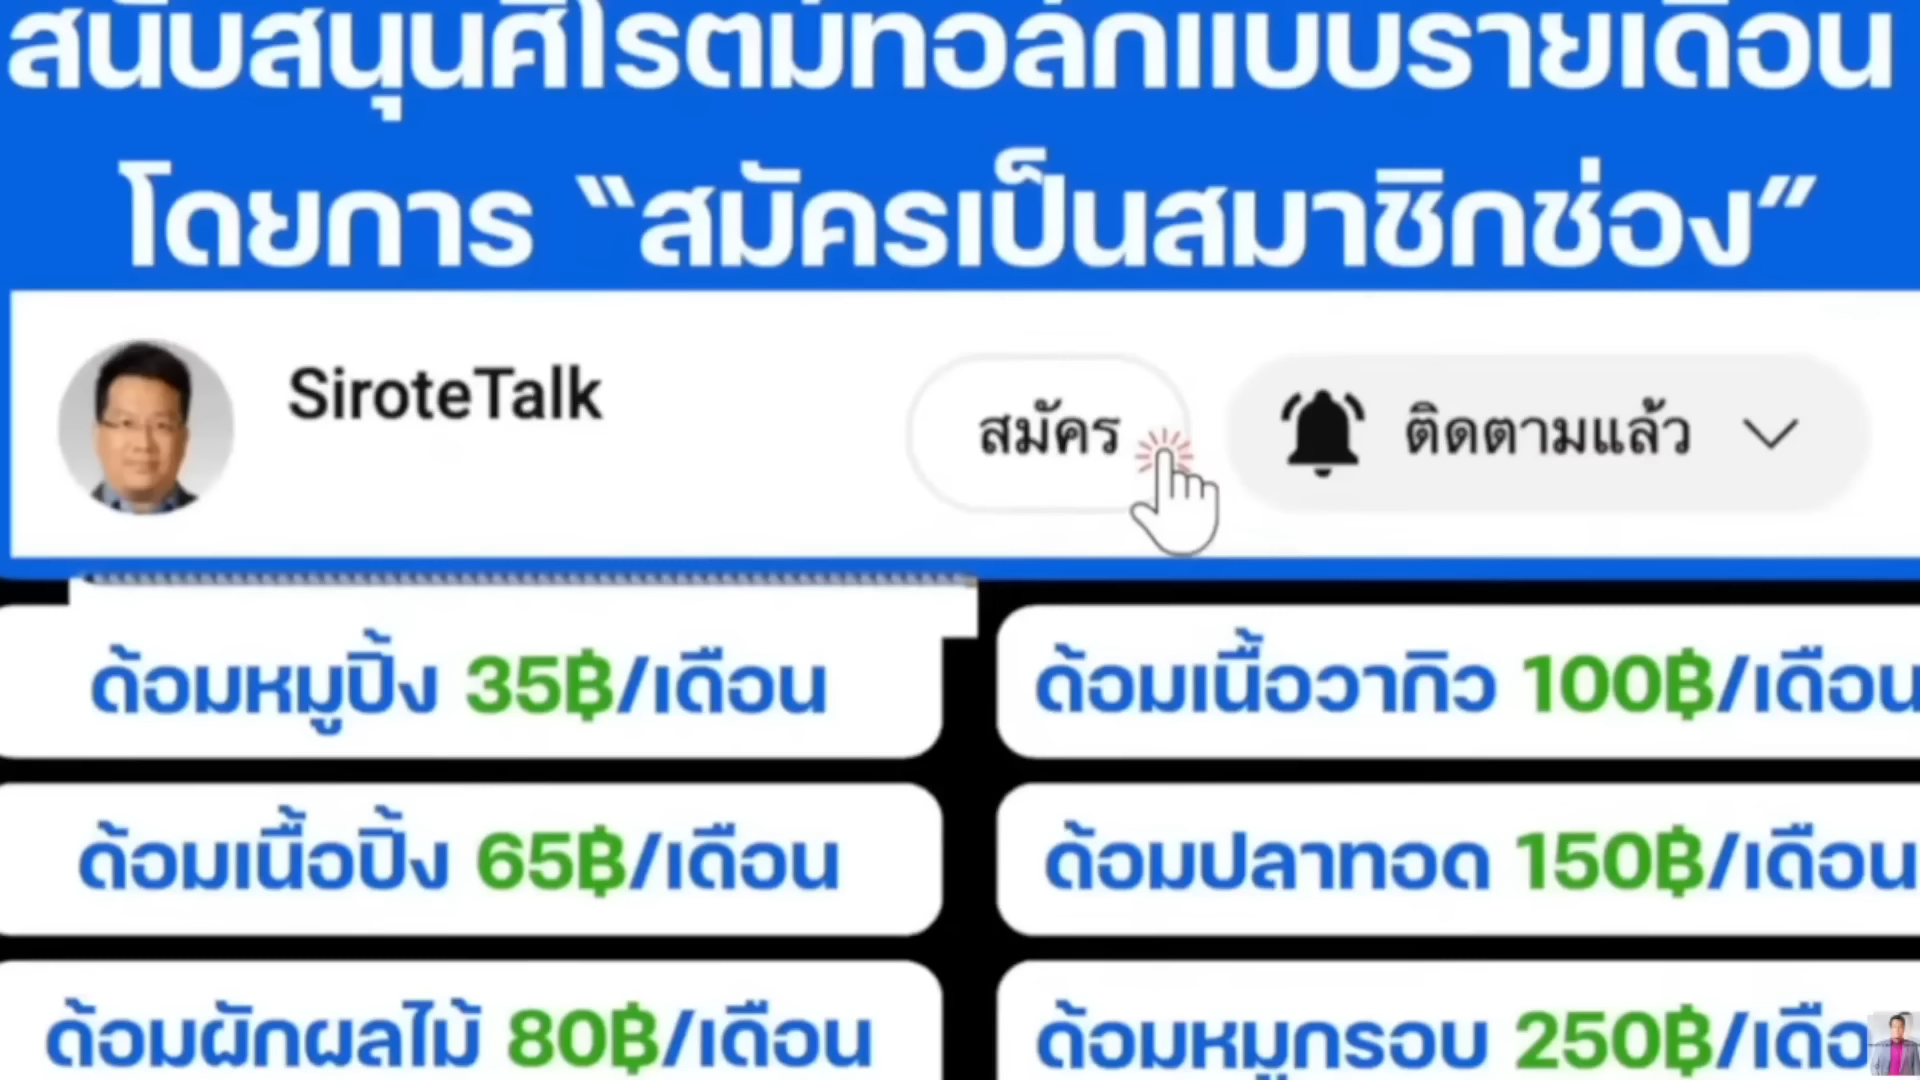 สนับสนุนศิโรตม์ทอล์กแบบรายเดือน
โดยการ “สมัครเป็นสมาชิกช่อง”
SiroteTalk
สมัคร
ติดตามแล้ว
ด้อมหมูปิ้ง 35฿/เดือน
ด้อมเนื้อวากิว 100฿/เดือน
ด้อมเนื้อปิ้ง 65฿/เดือน
ด้อมปลาทอด 150฿/เดือน
ด้อมผักผลไม้ 80฿/เดือน
ด้อมหมูกรอบ 250฿/เดือ